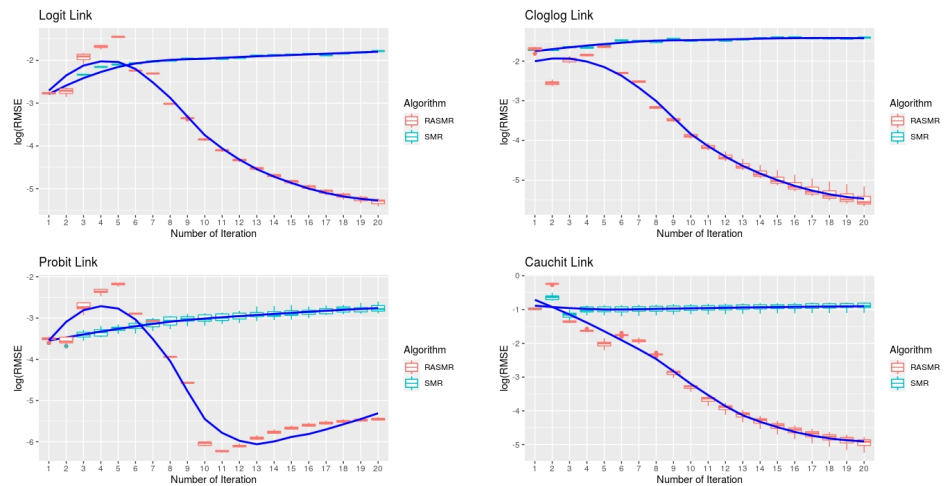 Logit Link
log(RMSE)
-2
-3
-4
-5
1 2 3 4 5 6 7 8 9 10 11 12 13 14 15 16 17 18 19 20
Number of Iteration
Algorithm
RASMR
SMR
Cloglog Link
log(RMSE)
-2
-3
-4
-5
1 2 3 4 5 6 7 8 9 10 11 12 13 14 15 16 17 18 19 20
Number of Iteration
Algorithm
RASMR
SMR
Probit Link
log(RMSE)
-2
-3
-4
-5
-6
1 2 3 4 5 6 7 8 9 10 11 12 13 14 15 16 17 18 19 20
Number of Iteration
Algorithm
RASMR
SMR
Cauchit Link
log(RMSE)
0
-1
-2
-3
-4
-5
1 2 3 4 5 6 7 8 9 10 11 12 13 14 15 16 17 18 19 20
Number of Iteration
Algorithm
RASMR
SMR